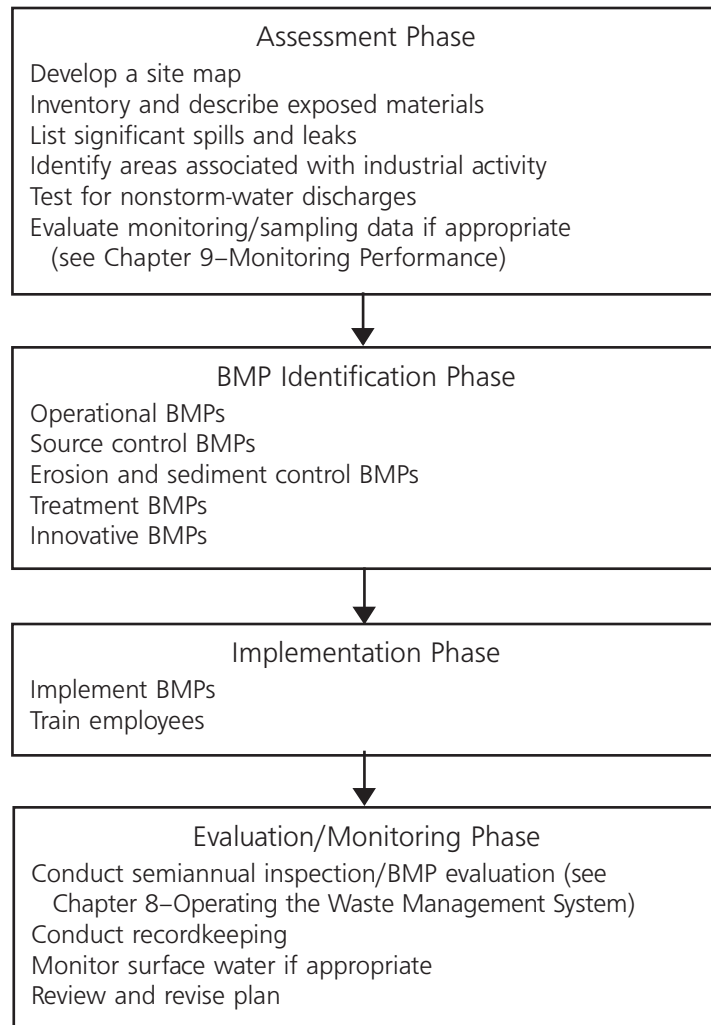 Assessment Phase
Develop a site map
Inventory and describe exposed materials
List significant spills and leaks
Identify areas associated with industrial activity
Test for nonstorm-water discharges
Evaluate monitoring/sampling data if appropriate
(see Chapter 9–Monitoring Performance)
BMP Identification Phase
Operational BMPs
Source control BMPs
Erosion and sediment control BMPs
Treatment BMPs
Innovative BMPs
Implementation Phase
Implement BMPs
Train employees
Evaluation/Monitoring Phase
Conduct semiannual inspection/BMP evaluation (see
Chapter 8–Operating the Waste Management System)
Conduct recordkeeping
Monitor surface water if appropriate
Review and revise plan